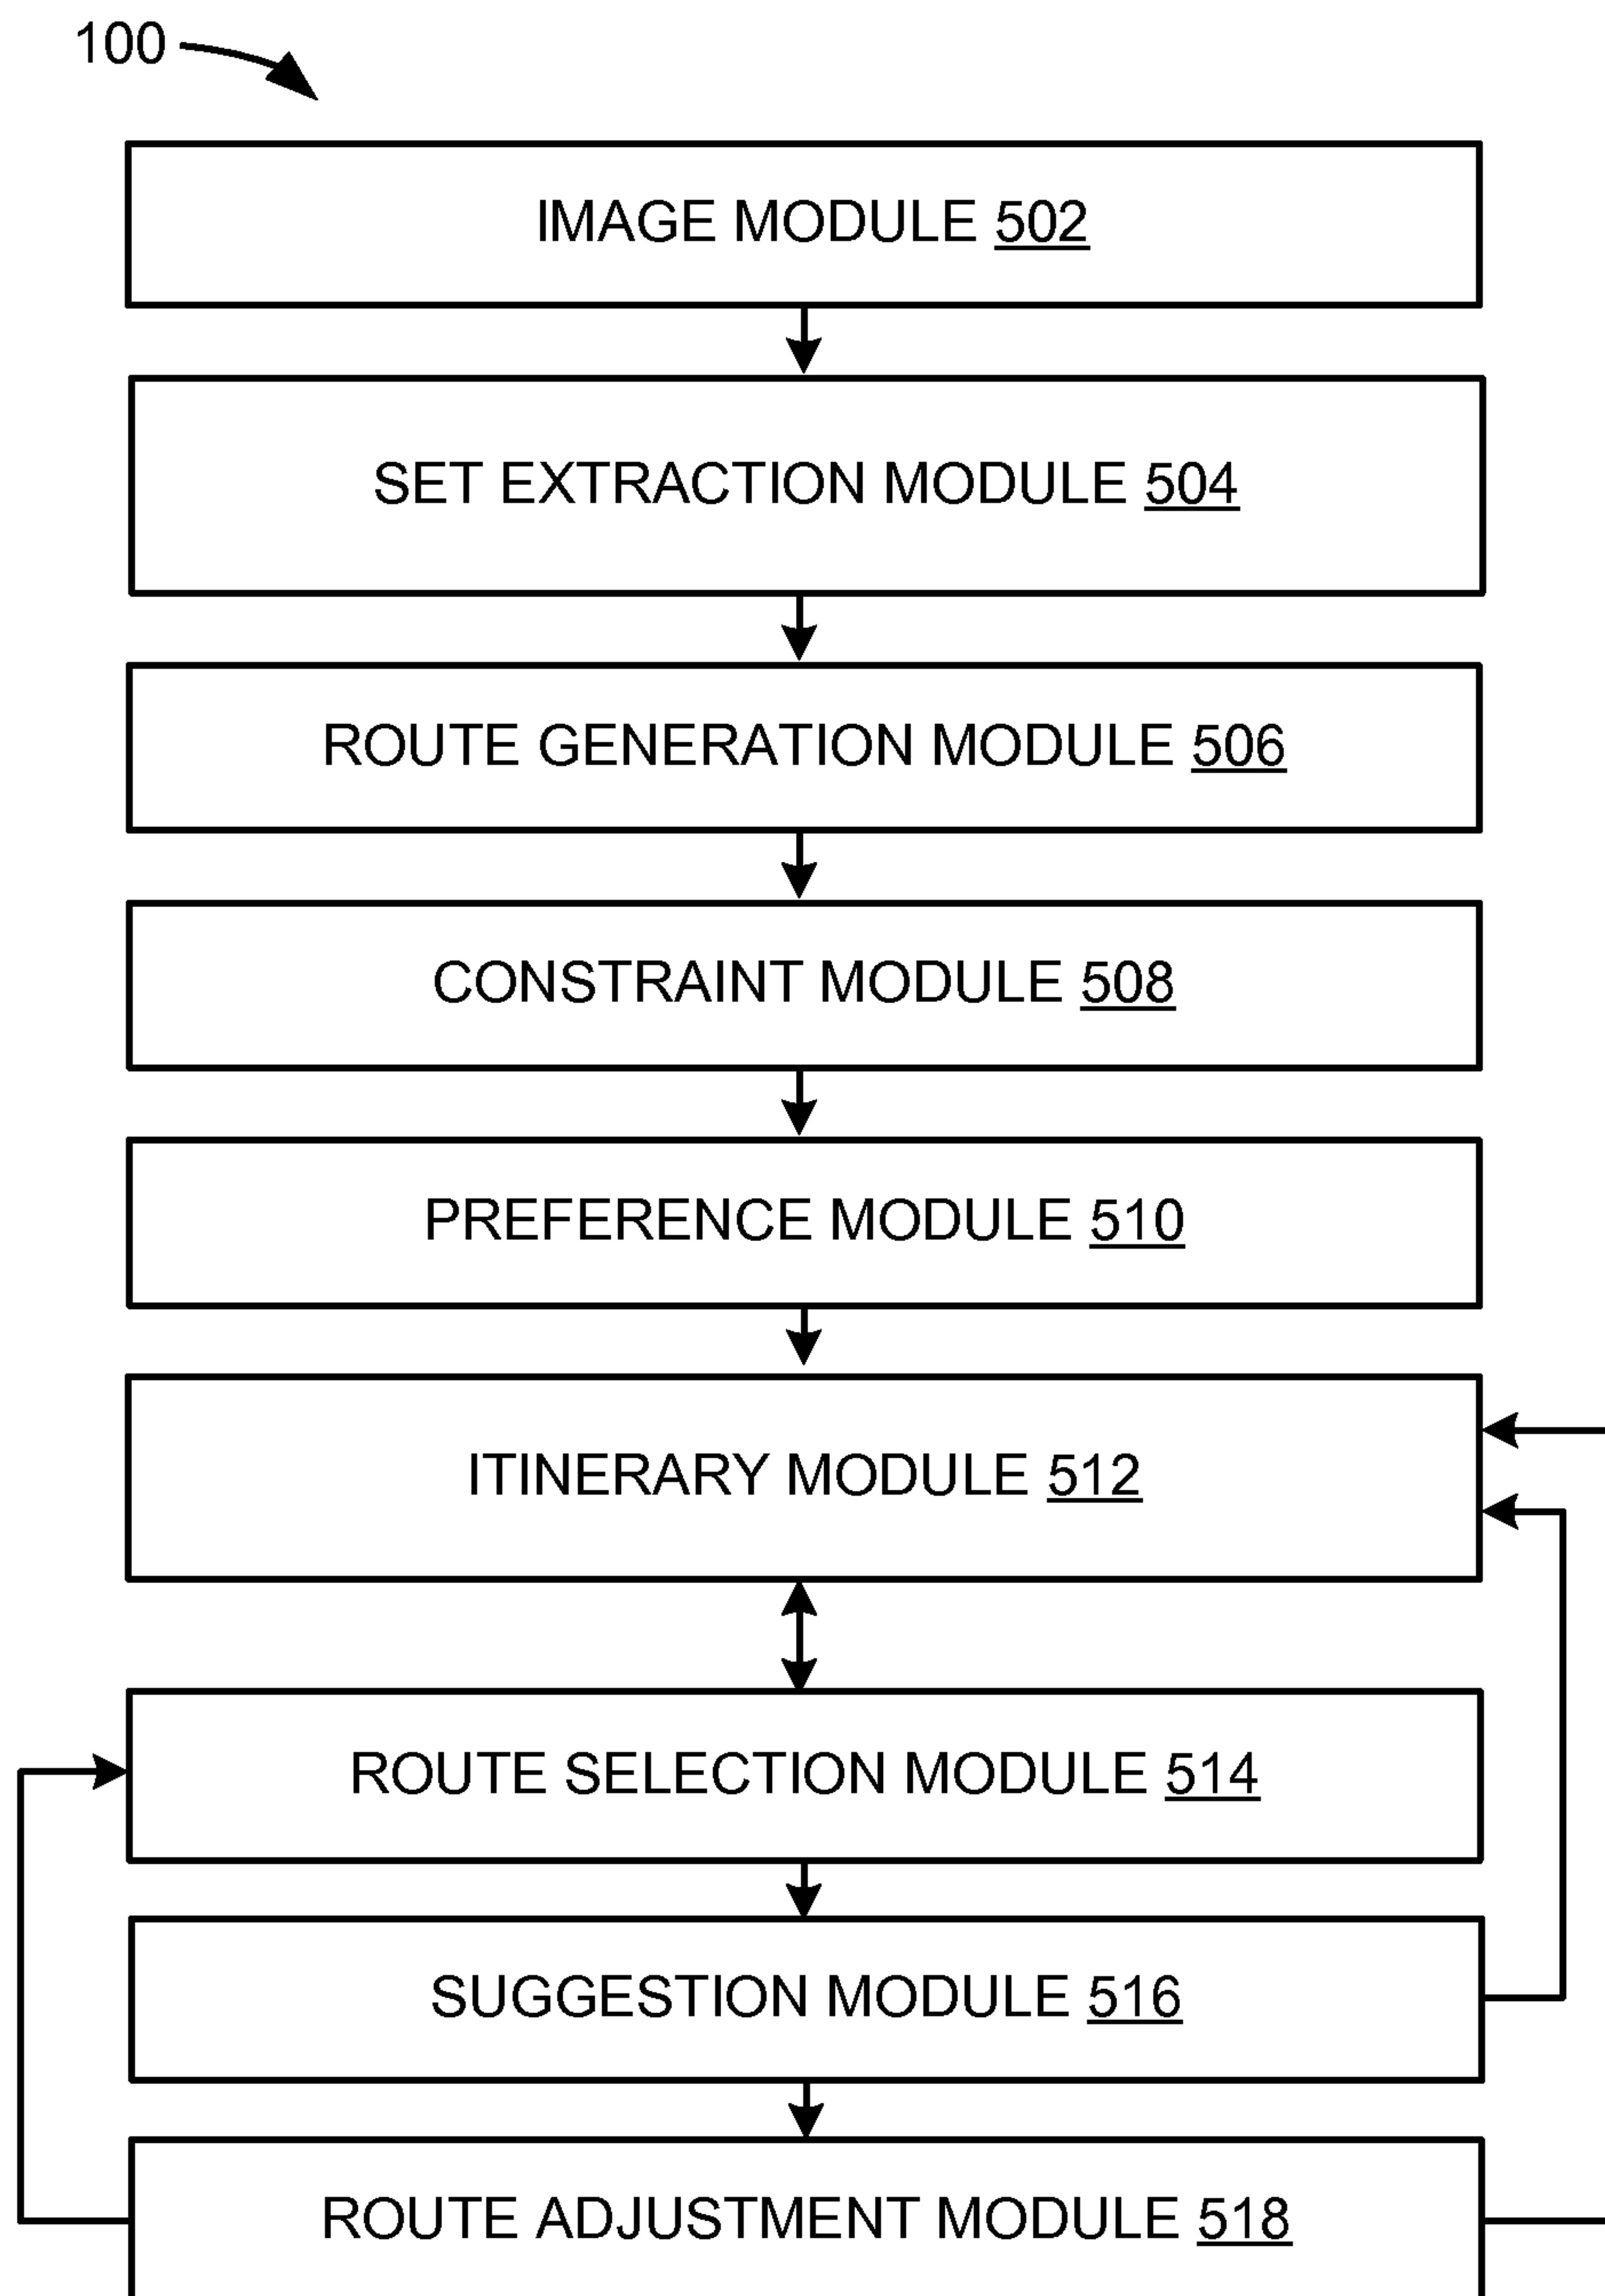 100
IMAGE MODULE 502
SET EXTRACTION MODULE 504
ROUTE GENERATION MODULE 506
CONSTRAINT MODULE 508
PREFERENCE MODULE 510
ITINERARY MODULE 512
ROUTE SELECTION MODULE 514
SUGGESTION MODULE 516
ROUTE ADJUSTMENT MODULE 518